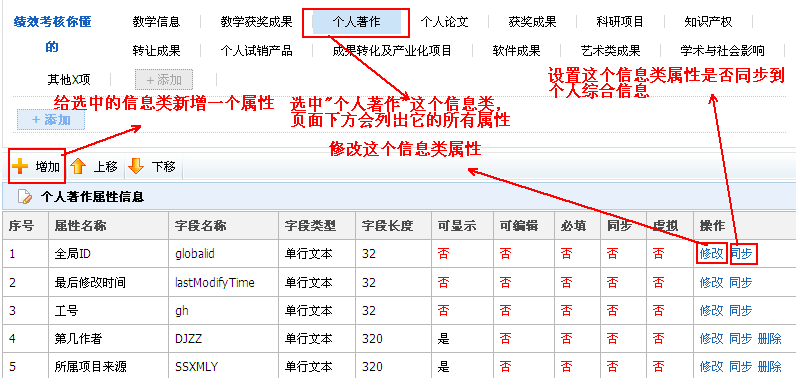 绩效考核你懂的 教学信息 教学获奖成果 个人著作 个人论文 获奖成果 科研项目 知识产权
转让成果 个人试销产品 成果转化及产业化项目 软件成果 艺术类成果 学术与社会影响
其他X项 +添加
设置这个信息类属性是否同步到个人综合信息
给选中的信息类新增一个属性
选中"个人著作"这个信息类,
页面下方会列出它的所有属性
+添加
修改这个信息类属性
增加 上移 下移
个人著作属性信息
序号 属性名称 字段名称 字段类型 字段长度 可显示 可编辑 必填 同步 虚拟 操作
1 全局ID globalid 单行文本 32 否 否 否 否 否 修改 同步
2 最后修改时间 lastModifyTime 单行文本 32 否 否 否 否 否 修改 同步
3 工号 gh 单行文本 32 否 否 否 否 否 修改 同步
4 第几作者 DJZZ 单行文本 320 是 否 否 否 否 修改 同步 删除
5 所属项目来源 SSXMLY 单行文本 320 是 否 否 否 否 修改 同步 删除